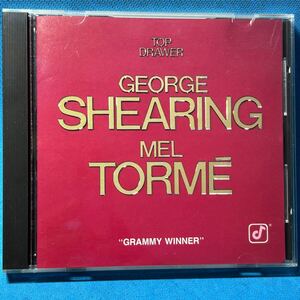 TOP
DRAWER
GEORGE
SHEARING
MEL
TORMÉ
"GRAMMY WINNER"